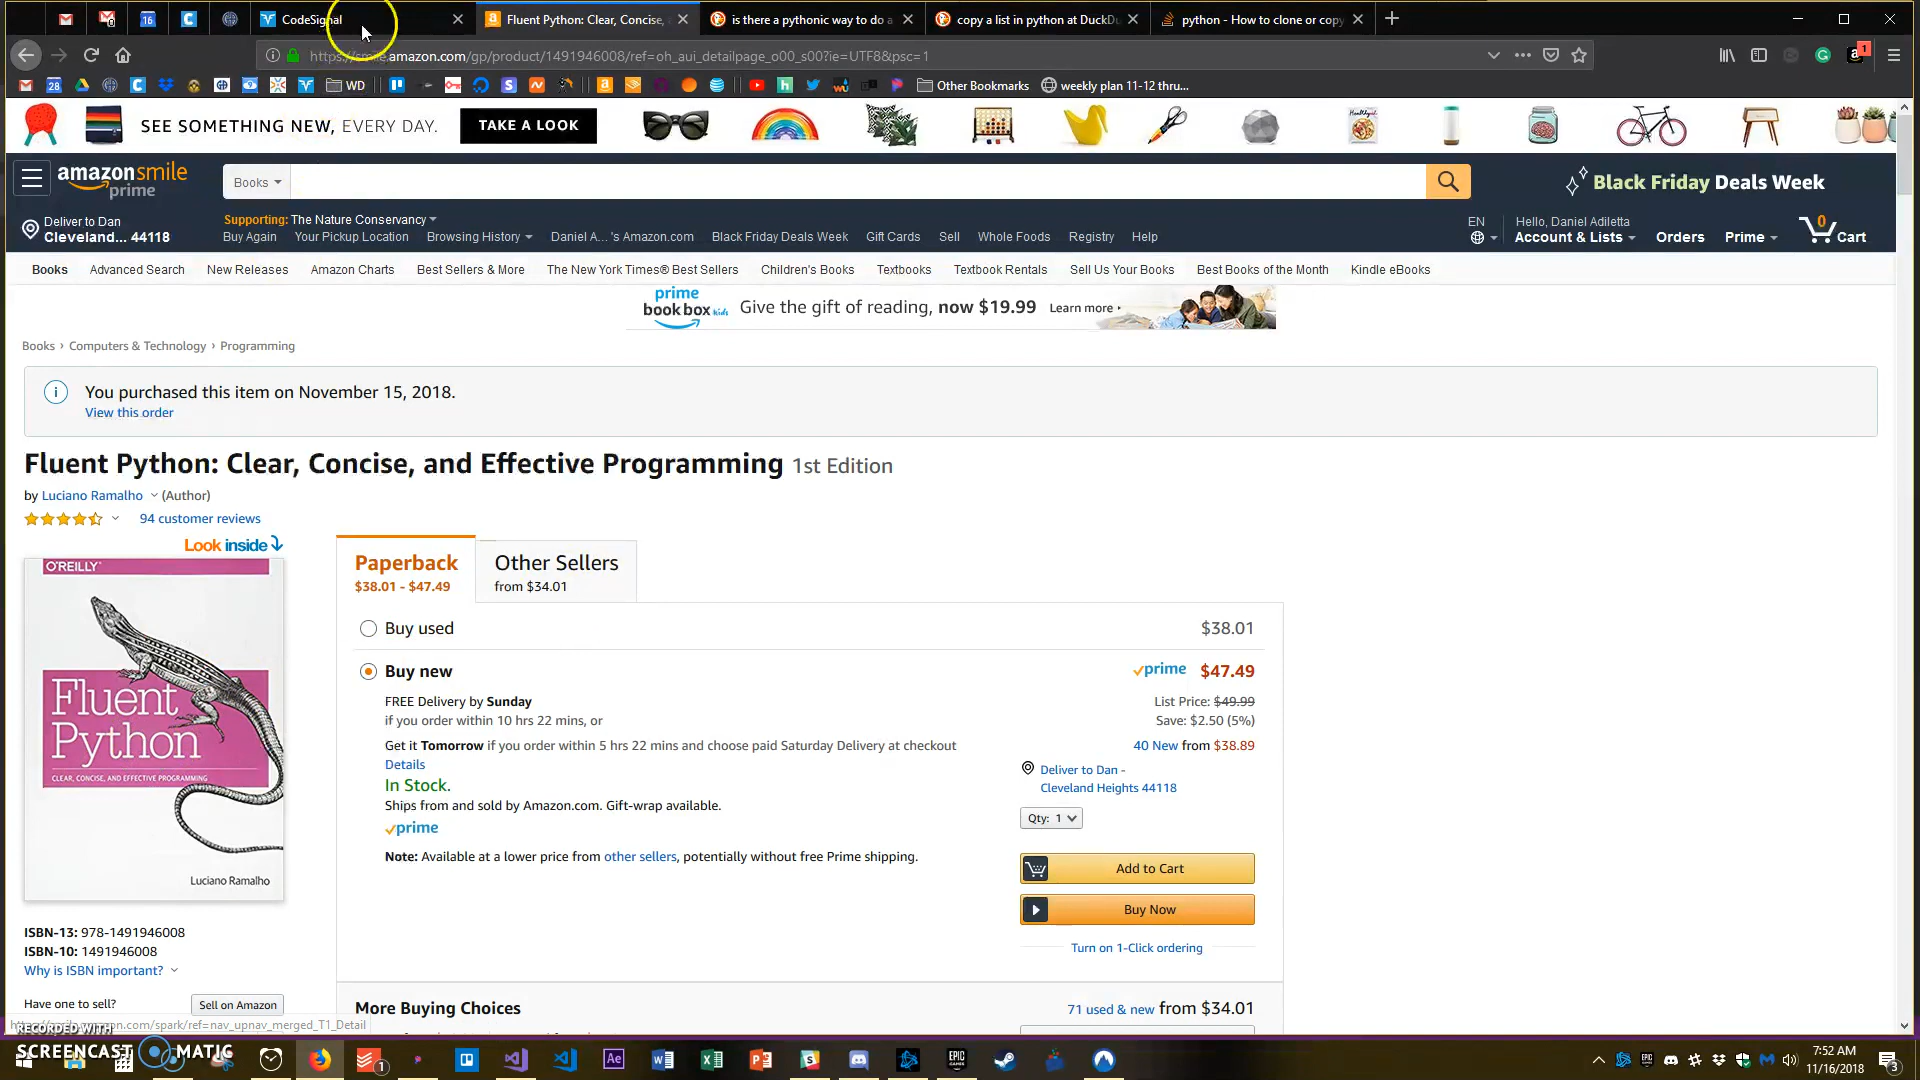 CodeSignal
Fluent Python: Clear, Concise,
is there a pythonic way to do a
copy a list in python at DuckDu
python - How to clone or copy
https://smile.amazon.com/gp/product/1491946008/ref=oh_aui_detailpage_o00_s00?ie=UTF8&psc=1
WD
Other Bookmarks
weekly plan 11-12 thru...
SEE SOMETHING NEW, EVERY DAY.
TAKE A LOOK
amazonsmile
prime
Books
Black Friday Deals Week
Deliver to Dan
Cleveland... 44118
Supporting: The Nature Conservancy
Buy Again
Your Pickup Location
Browsing History
Daniel A... 's Amazon.com
Black Friday Deals Week
Gift Cards
Sell
Whole Foods
Registry
Help
EN
Hello, Daniel Adiletta
Account & Lists
Orders
Prime
0
Cart
Books
Advanced Search
New Releases
Amazon Charts
Best Sellers & More
The New York Times® Best Sellers
Children's Books
Textbooks
Textbook Rentals
Sell Us Your Books
Best Books of the Month
Kindle eBooks
prime
book box kids
Give the gift of reading, now $19.99
Learn more
Books › Computers & Technology › Programming
You purchased this item on November 15, 2018.
View this order
Fluent Python: Clear, Concise, and Effective Programming 1st Edition
by Luciano Ramalho (Author)
94 customer reviews
Look inside
O'REILLY
Fluent
Python
CLEAR, CONCISE, AND EFFECTIVE PROGRAMMING
Luciano Ramalho
Paperback
$38.01 - $47.49
Other Sellers
from $34.01
Buy used
$38.01
Buy new
prime $47.49
FREE Delivery by Sunday
if you order within 10 hrs 22 mins, or
List Price: $49.99
Save: $2.50 (5%)
Get it Tomorrow if you order within 5 hrs 22 mins and choose paid Saturday Delivery at checkout
Details
40 New from $38.89
In Stock.
Ships from and sold by Amazon.com. Gift-wrap available.
prime
Deliver to Dan -
Cleveland Heights 44118
Qty: 1
Note: Available at a lower price from other sellers, potentially without free Prime shipping.
Add to Cart
Buy Now
Turn on 1-Click ordering
ISBN-13: 978-1491946008
ISBN-10: 1491946008
Why is ISBN important?
Have one to sell?
Sell on Amazon
More Buying Choices
71 used & new from $34.01
RECORDED WITH
SCREENCAST MATIC
7:52 AM
11/16/2018